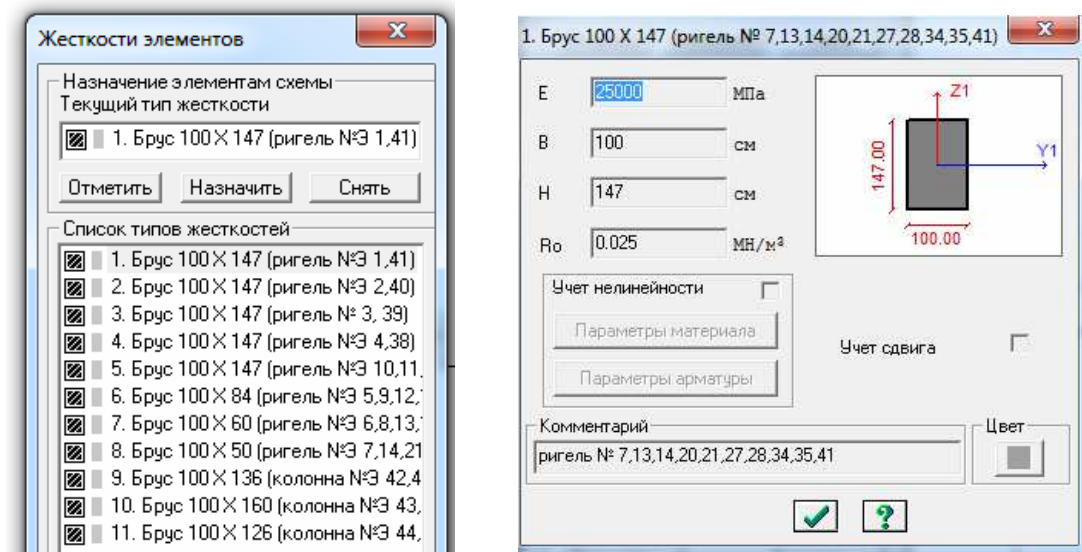 Жесткости элементов
Назначение элементам схемы
Текущий тип жесткости
1. Брус 100 X 147 (ригель №Э 1,41)
Отметить Назначить Снять
Список типов жесткостей
1. Брус 100 X 147 (ригель №Э 1,41)
2. Брус 100 X 147 (ригель №Э 2,40)
3. Брус 100 X 147 (ригель № 3, 39)
4. Брус 100 X 147 (ригель №Э 4,38)
5. Брус 100 X 147 (ригель №Э 10,11.
6. Брус 100 X 84 (ригель №Э 5,9,12,
7. Брус 100 X 60 (ригель №Э 6,8,13,
8. Брус 100 X 50 (ригель №Э 7,14,21
9. Брус 100 X 136 (колонна №Э 42,4
10. Брус 100 X 160 (колонна №Э 43,
11. Брус 100 X 126 (колонна №Э 44,
1. Брус 100 X 147 (ригель № 7,13,14,20,21,27,28,34,35,41)
E 25000 МПа
B 100 см
H 147 см
Ro 0.025 МН/м³
Z1
Y1
147.00
100.00
Учет нелинейности
Параметры материала
Параметры арматуры
Учет сдвига
Комментарий
ригель № 7,13,14,20,21,27,28,34,35,41
Цвет
?